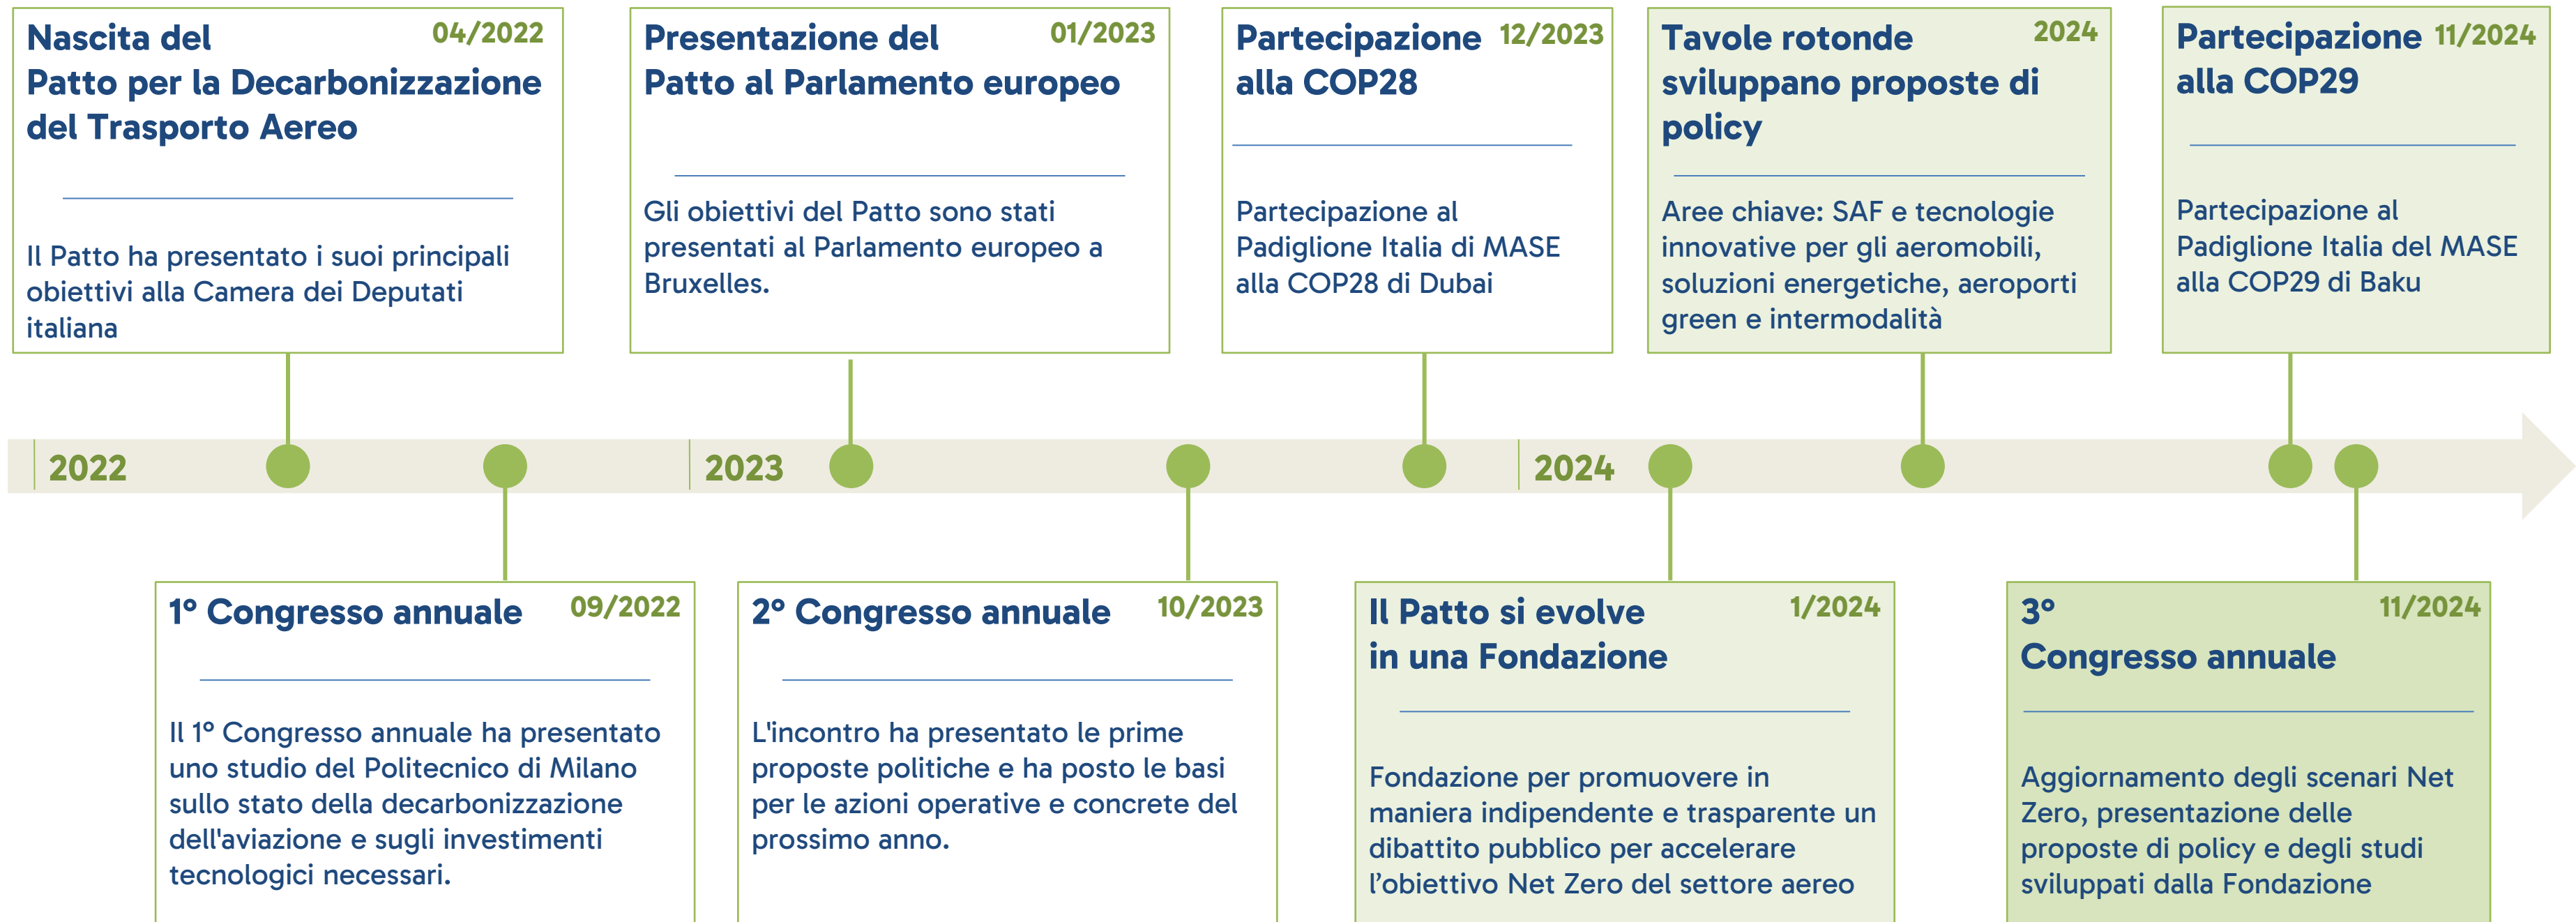 Nascita del
04/2022
Patto per la Decarbonizzazione
del Trasporto Aereo
Il Patto ha presentato i suoi principali
obiettivi alla Camera dei Deputati
italiana
Presentazione del
01/2023
Patto al Parlamento europeo
Gli obiettivi del Patto sono stati
presentati al Parlamento europeo a
Bruxelles.
Partecipazione
12/2023
alla COP28
Partecipazione al
Padiglione Italia di MASE
alla COP28 di Dubai
Tavole rotonde
2024
sviluppano proposte di
policy
Aree chiave: SAF e tecnologie
innovative per gli aeromobili,
soluzioni energetiche, aeroporti
green e intermodalità
Partecipazione
11/2024
alla COP29
Partecipazione al
Padiglione Italia del MASE
alla COP29 di Baku
2022
2023
2024
1° Congresso annuale
09/2022
Il 1° Congresso annuale ha presentato
uno studio del Politecnico di Milano
sullo stato della decarbonizzazione
dell'aviazione e sugli investimenti
tecnologici necessari.
2° Congresso annuale
10/2023
L'incontro ha presentato le prime
proposte politiche e ha posto le basi
per le azioni operative e concrete del
prossimo anno.
Il Patto si evolve
1/2024
in una Fondazione
Fondazione per promuovere in
maniera indipendente e trasparente un
dibattito pubblico per accelerare
l’obiettivo Net Zero del settore aereo
3°
11/2024
Congresso annuale
Aggiornamento degli scenari Net
Zero, presentazione delle
proposte di policy e degli studi
sviluppati dalla Fondazione